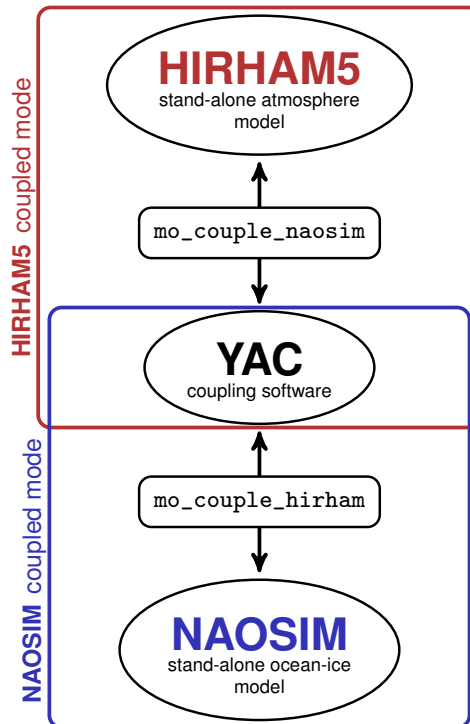 HIRHAM5
stand-alone atmosphere
model
mo_couple_naosim
HIRHAM5 coupled mode
YAC
coupling software
mo_couple_hirham
NAOSIM coupled mode
NAOSIM
stand-alone ocean-ice
model